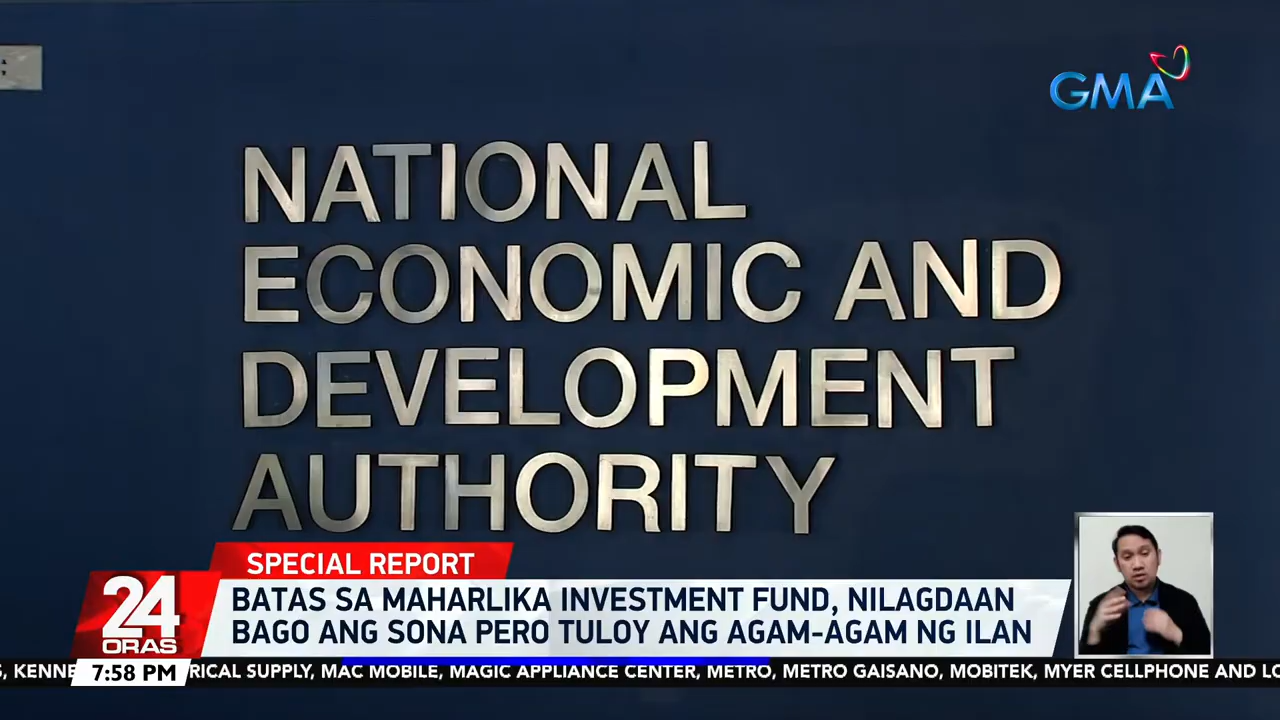 GMA
NATIONAL
ECONOMIC AND
DEVELOPMENT
AUTHORITY
SPECIAL REPORT
24
ORAS
BATAS SA MAHARLIKA INVESTMENT FUND, NILAGDAAN
BAGO ANG SONA PERO TULOY ANG AGAM-AGAM NG ILAN
7:58 PM
SUPPLY, MAC MOBILE, MAGIC APPLIANCE CENTER, METRO, METRO GAISANO, MOBITEK, MYER CELLPHONE AND